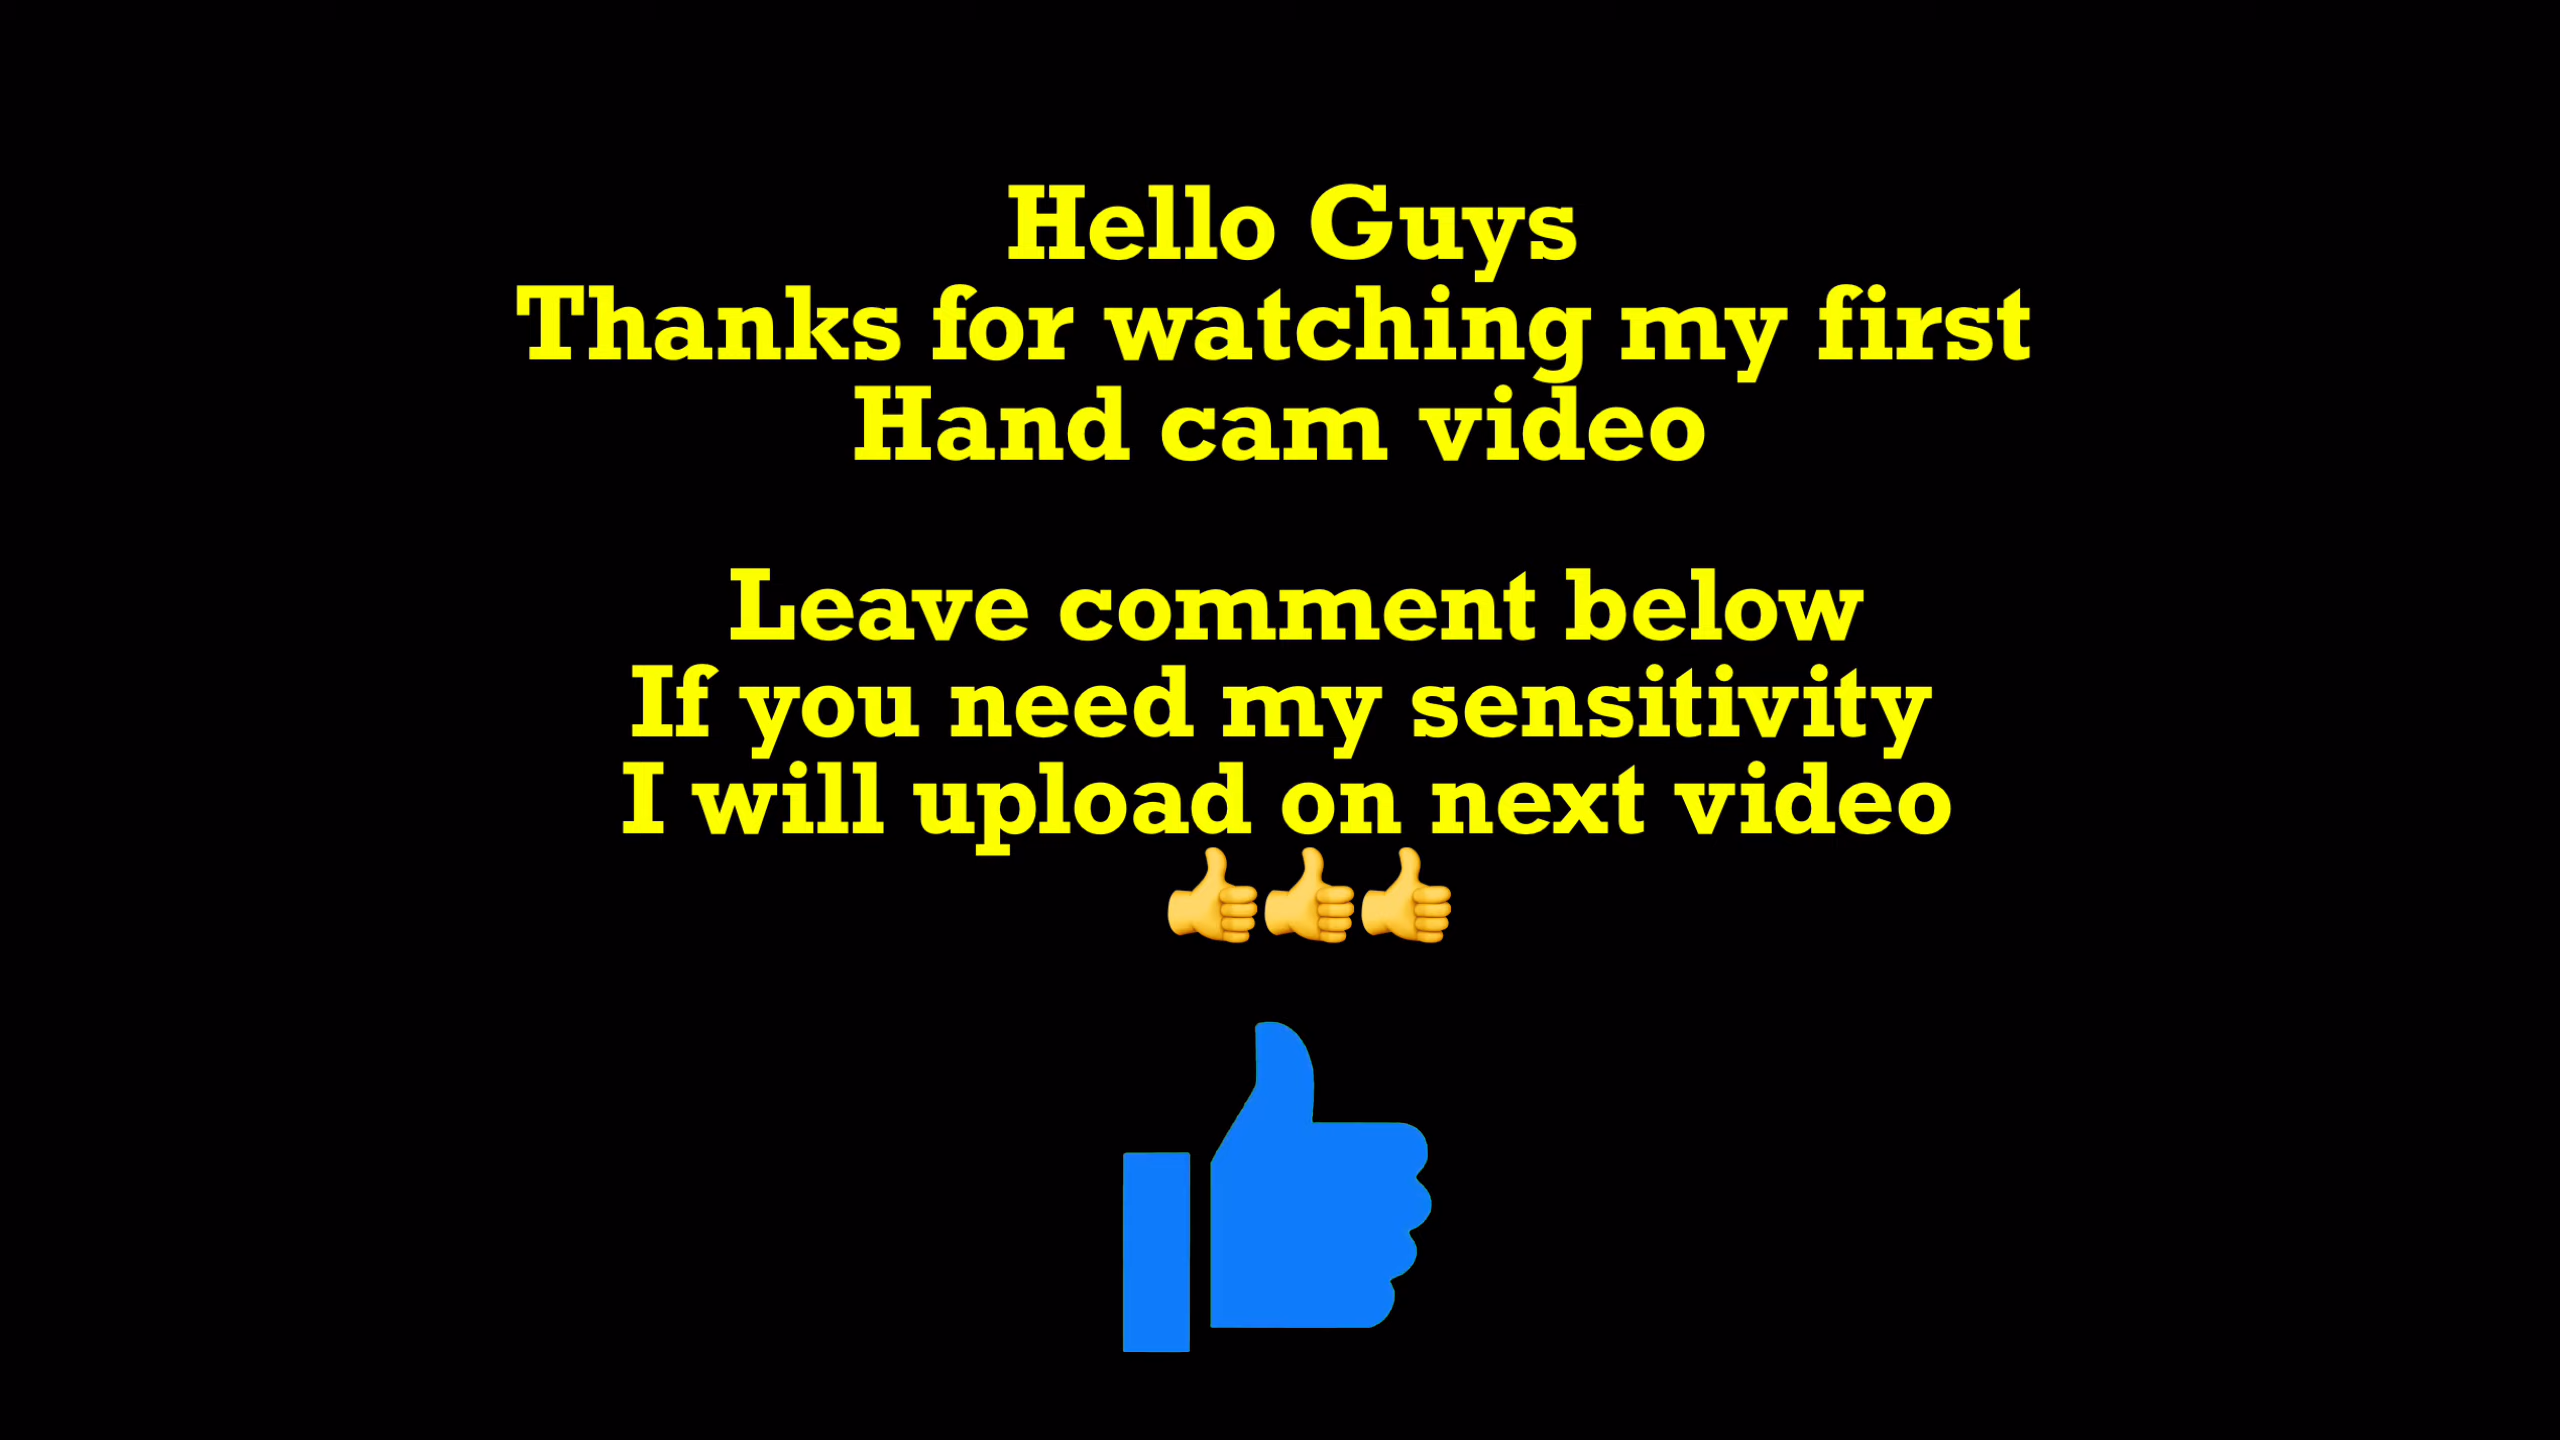 Hello Guys
Thanks for watching my first
Hand cam video
Leave comment below
If you need my sensitivity
I will upload on next video
👍👍👍